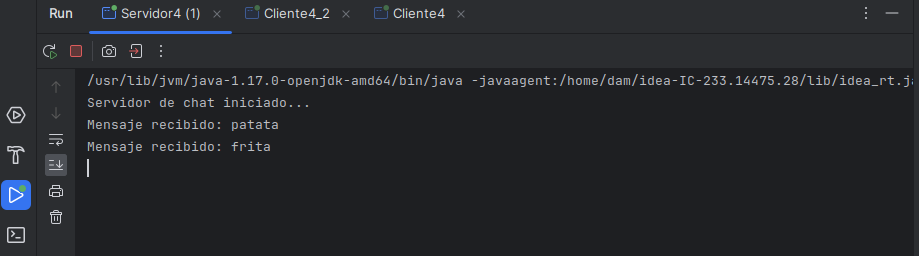 Run Servidor4 (1) Cliente4_2 Cliente4
/usr/lib/jvm/java-1.17.0-openjdk-amd64/bin/java -javaagent:/home/dam/idea-IC-233.14475.28/lib/idea_rt.ja
Servidor de chat iniciado...
Mensaje recibido: patata
Mensaje recibido: frita